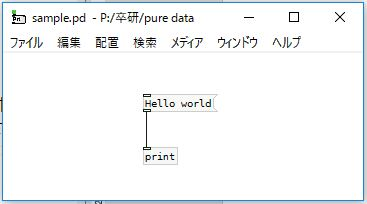 sample.pd - P:/卒研/pure data
ファイル 編集 配置 検索 メディア ウィンドウ ヘルプ
Hello world
print